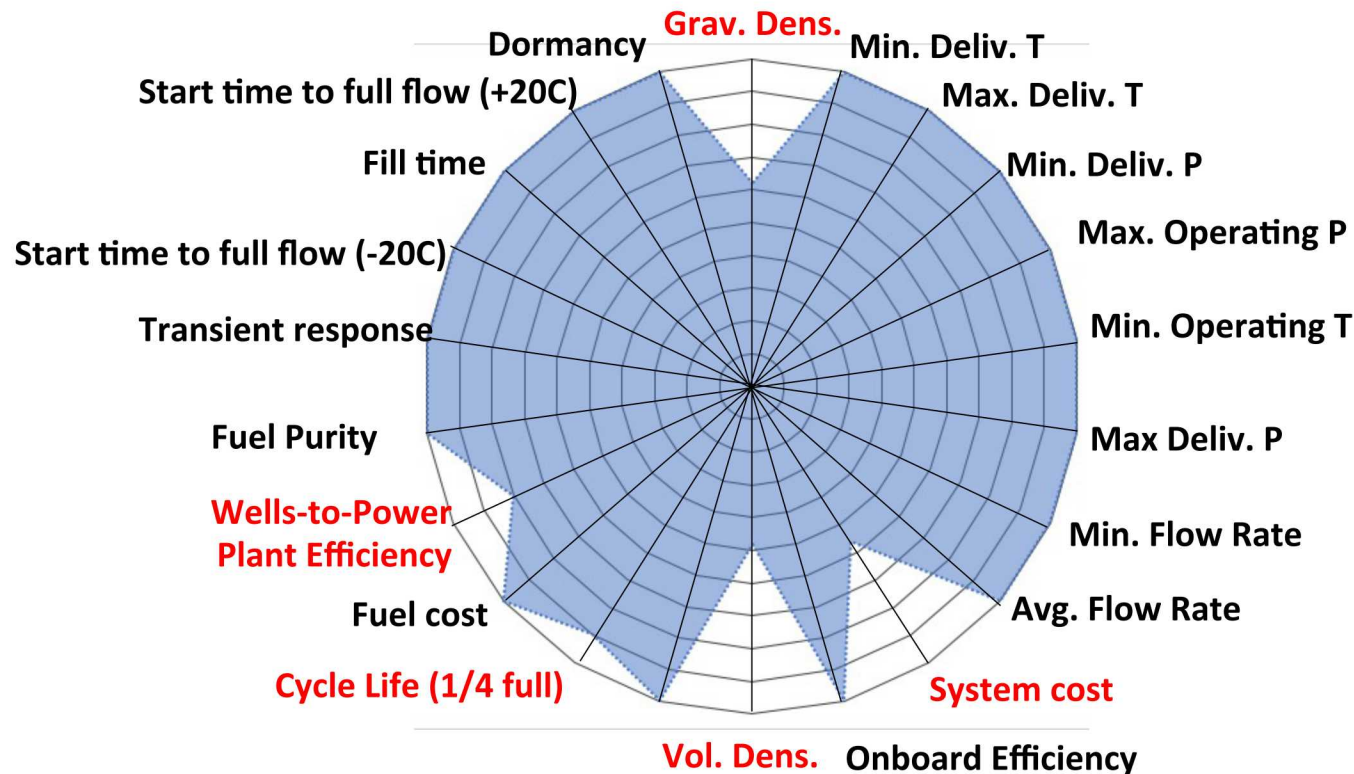 Grav. Dens.
Dormancy
Min. Deliv. T
Start time to full flow (+20C)
Max. Deliv. T
Fill time
Min. Deliv. P
Start time to full flow (-20C)
Max. Operating P
Transient response
Min. Operating T
Fuel Purity
Max Deliv. P
Wells-to-Power
Plant Efficiency
Min. Flow Rate
Fuel cost
Avg. Flow Rate
Cycle Life (1/4 full)
System cost
Vol. Dens.
Onboard Efficiency